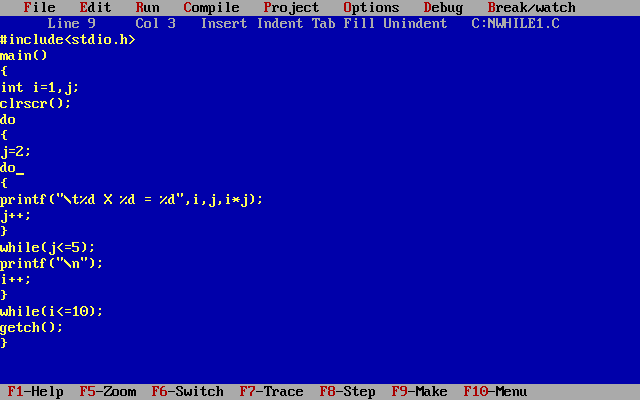 File Edit Run Compile Project Options Debug Break/watch
Line 9 Col 3 Insert Indent Tab Fill Unindent C:NWHILE1.C
#include<stdio.h>
main()
{
int i=1,j;
clrscr();
do
{
j=2;
do_
{
printf("\t%d X %d = %d",i,j,i*j);
j++;
}
while(j<=5);
printf("\n");
i++;
}
while(i<=10);
getch();
}
F1-Help F5-Zoom F6-Switch F7-Trace F8-Step F9-Make F10-Menu